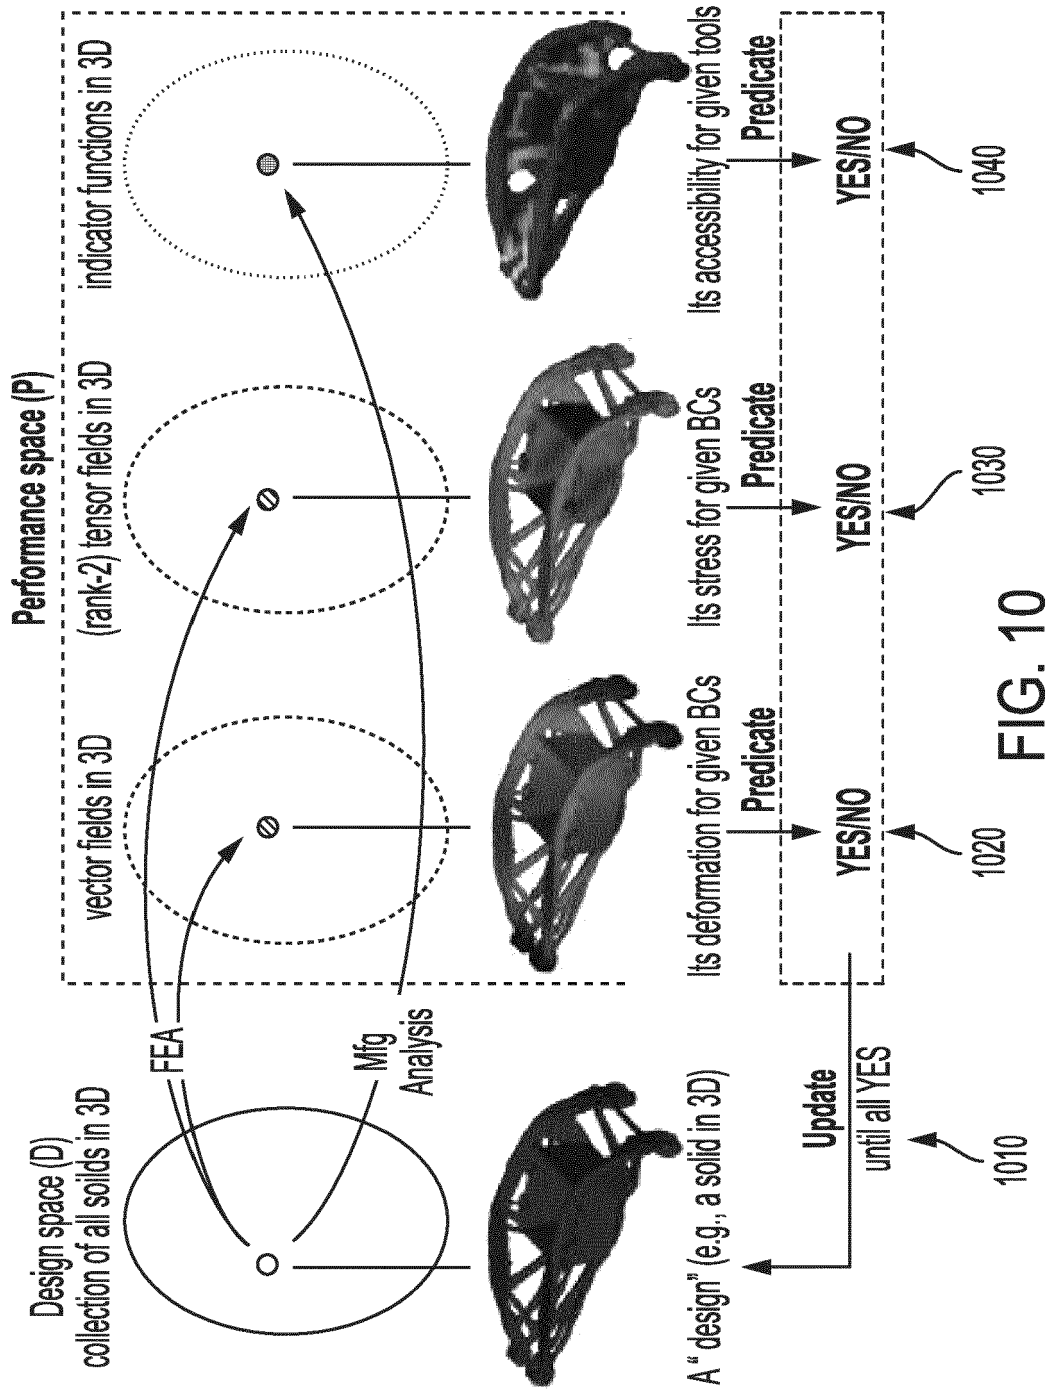 Performance space (P)
Design space (D)
collection of all soilds in 3D
vector fields in 3D
(rank-2) tensor fields in 3D
indicator functions in 3D
FEA
Mfg
Analysis
A “ design” (e.g., a solid in 3D)
Its deformation for given BCs
Its stress for given BCs
Its accessibility for given tools
Predicate
Predicate
Predicate
Update
until all YES
YES/NO
YES/NO
YES/NO
1010
1020
1030
1040
FIG. 10